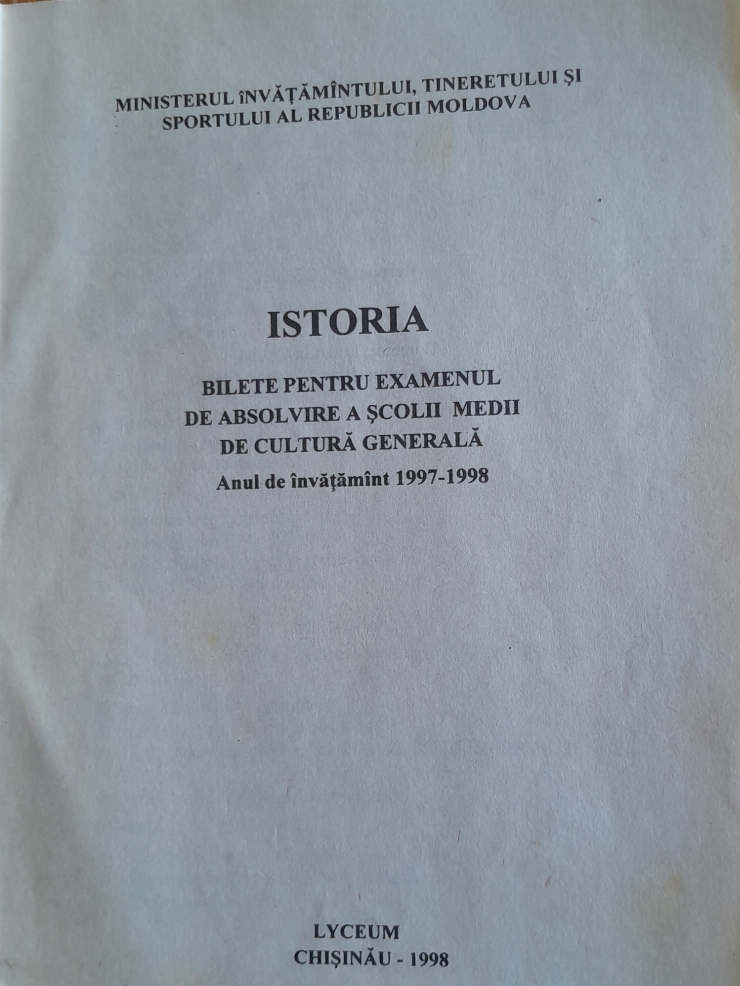 MINISTERUL îNVĂŢĂMÎNTULUI, TINERETULUI ŞI
SPORTULUI AL REPUBLICII MOLDOVA
ISTORIA
BILETE PENTRU EXAMENUL
DE ABSOLVIRE A ŞCOLII MEDII
DE CULTURĂ GENERALĂ
Anul de învăţămînt 1997-1998
LYCEUM
CHIŞINĂU - 1998